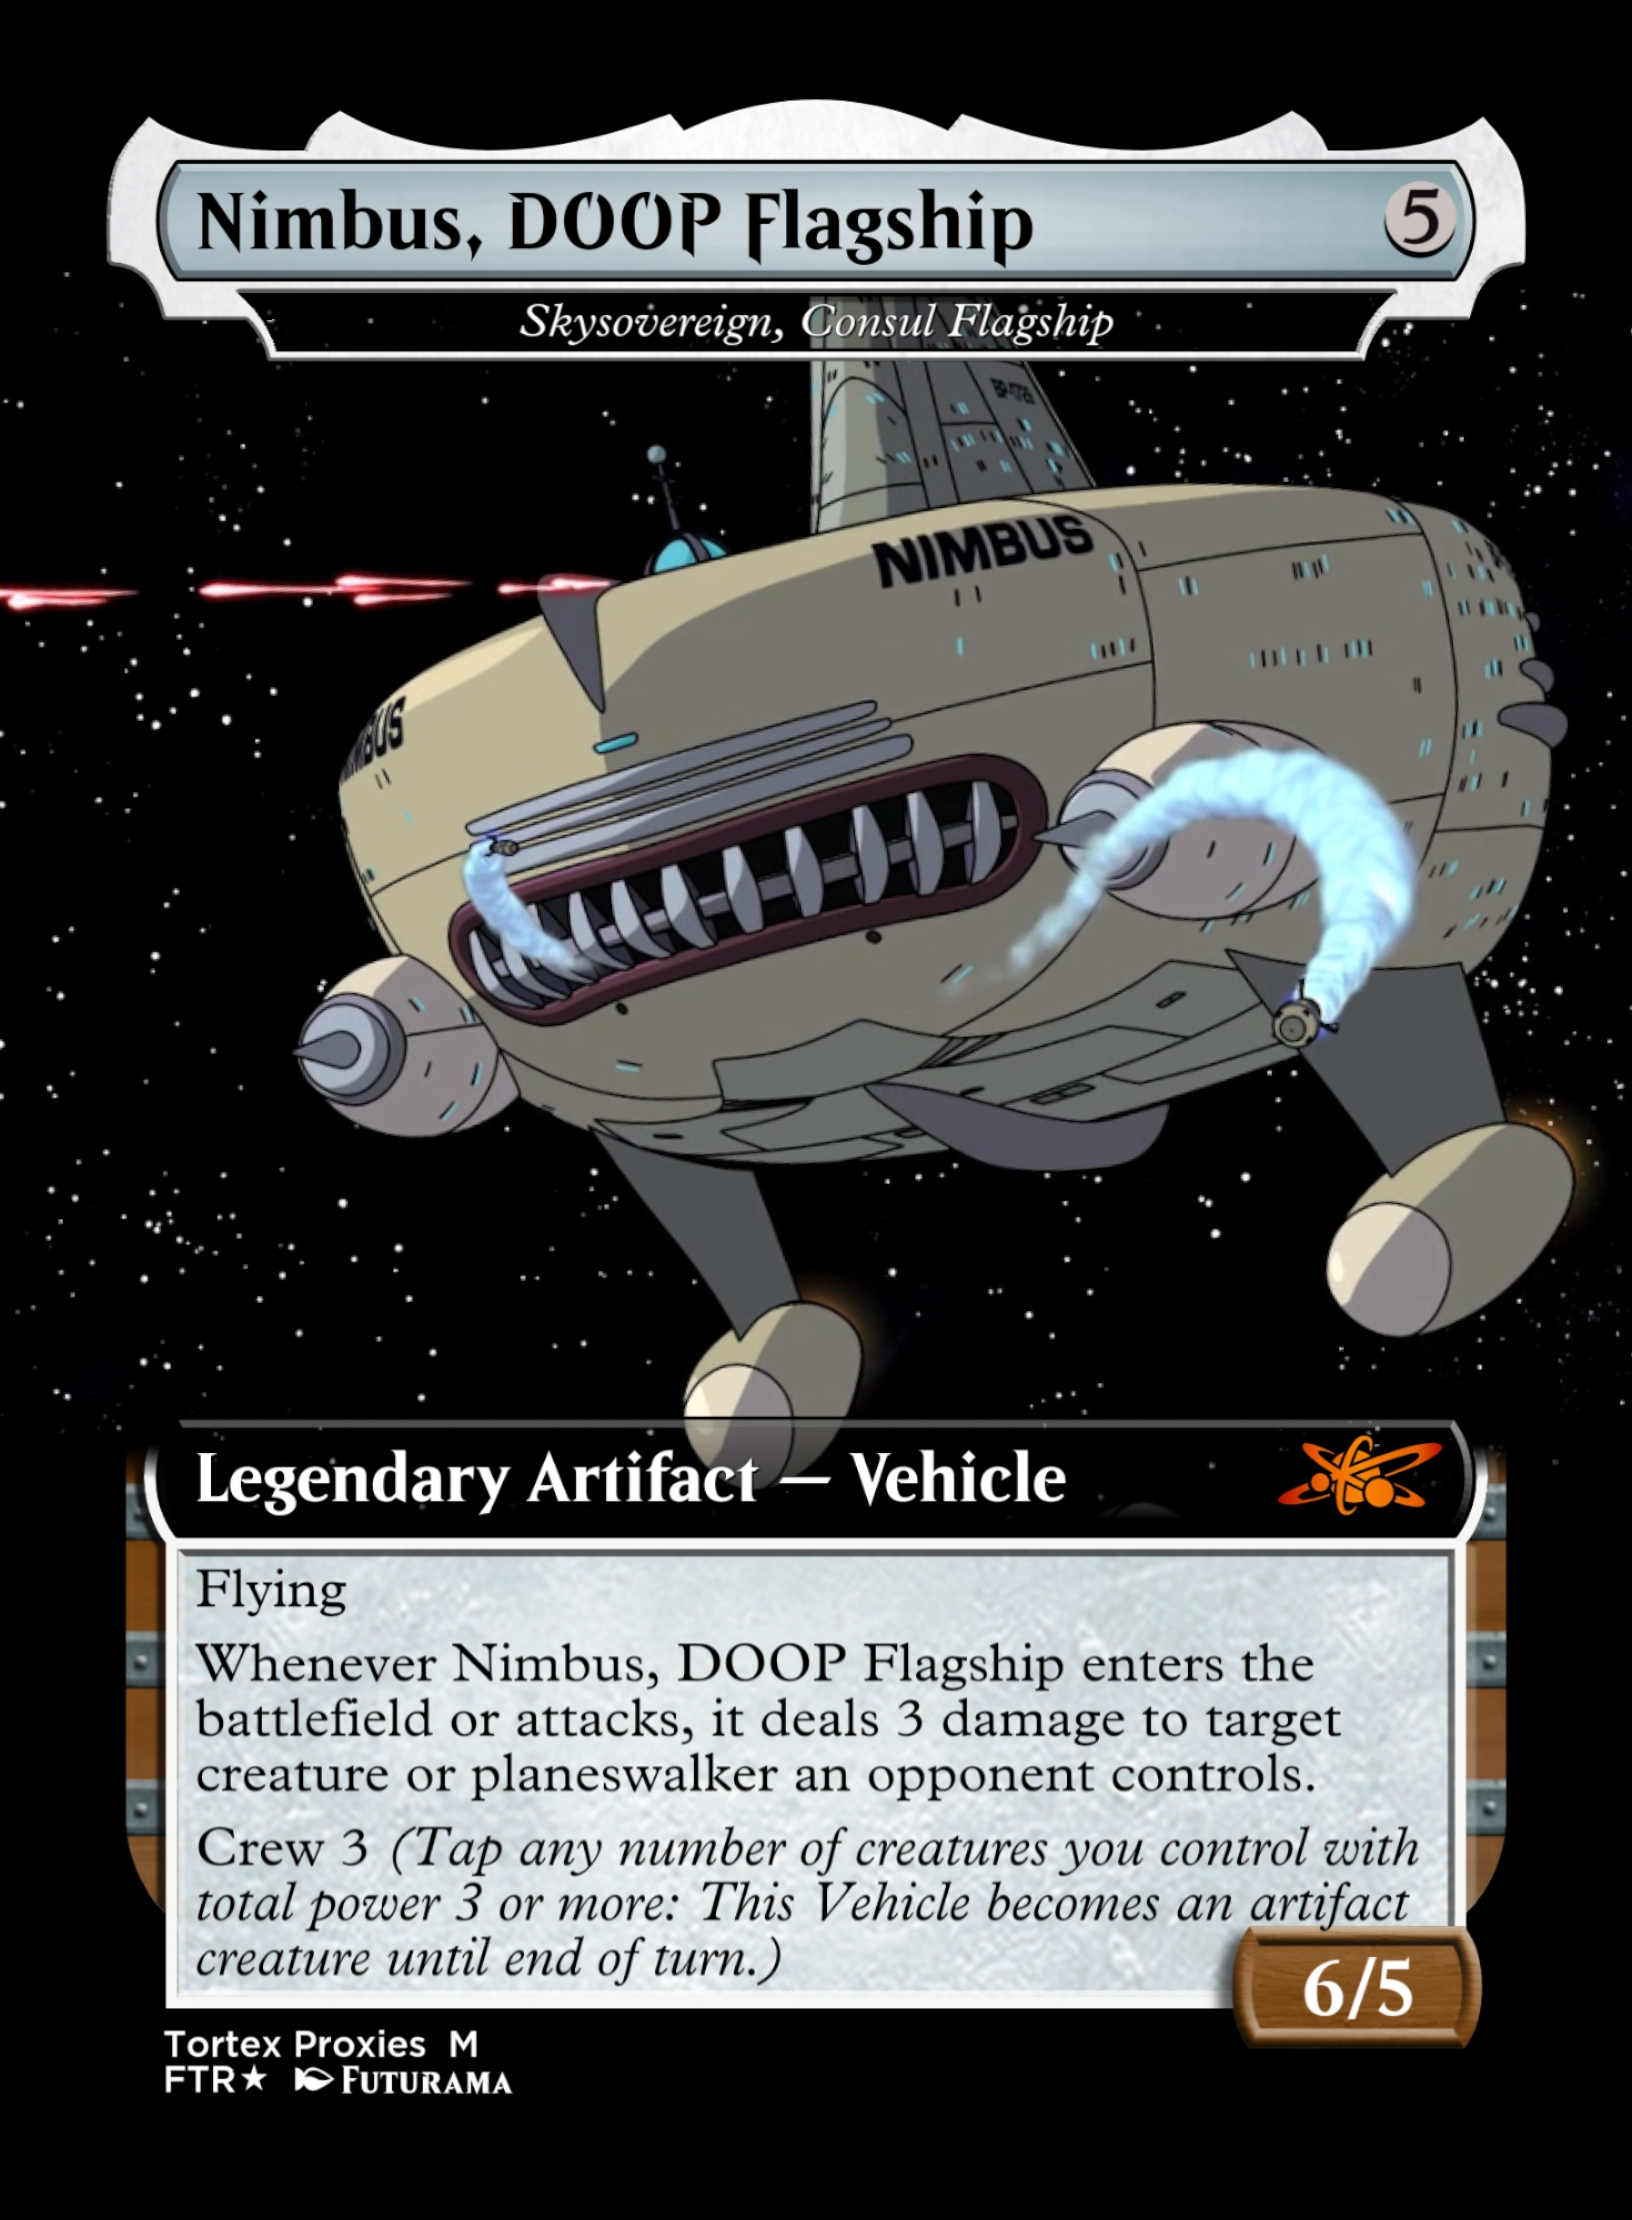 Nimbus, DOOP Flagship 5
Skysovereign, Consul Flagship
BP-1729
NIMBUS
NIMBUS
Legendary Artifact — Vehicle
Flying
Whenever Nimbus, DOOP Flagship enters the
battlefield or attacks, it deals 3 damage to target
creature or planeswalker an opponent controls.
Crew 3 (Tap any number of creatures you control with
total power 3 or more: This Vehicle becomes an artifact
creature until end of turn.)
6/5
Tortex Proxies M
FTR★ FUTURAMA